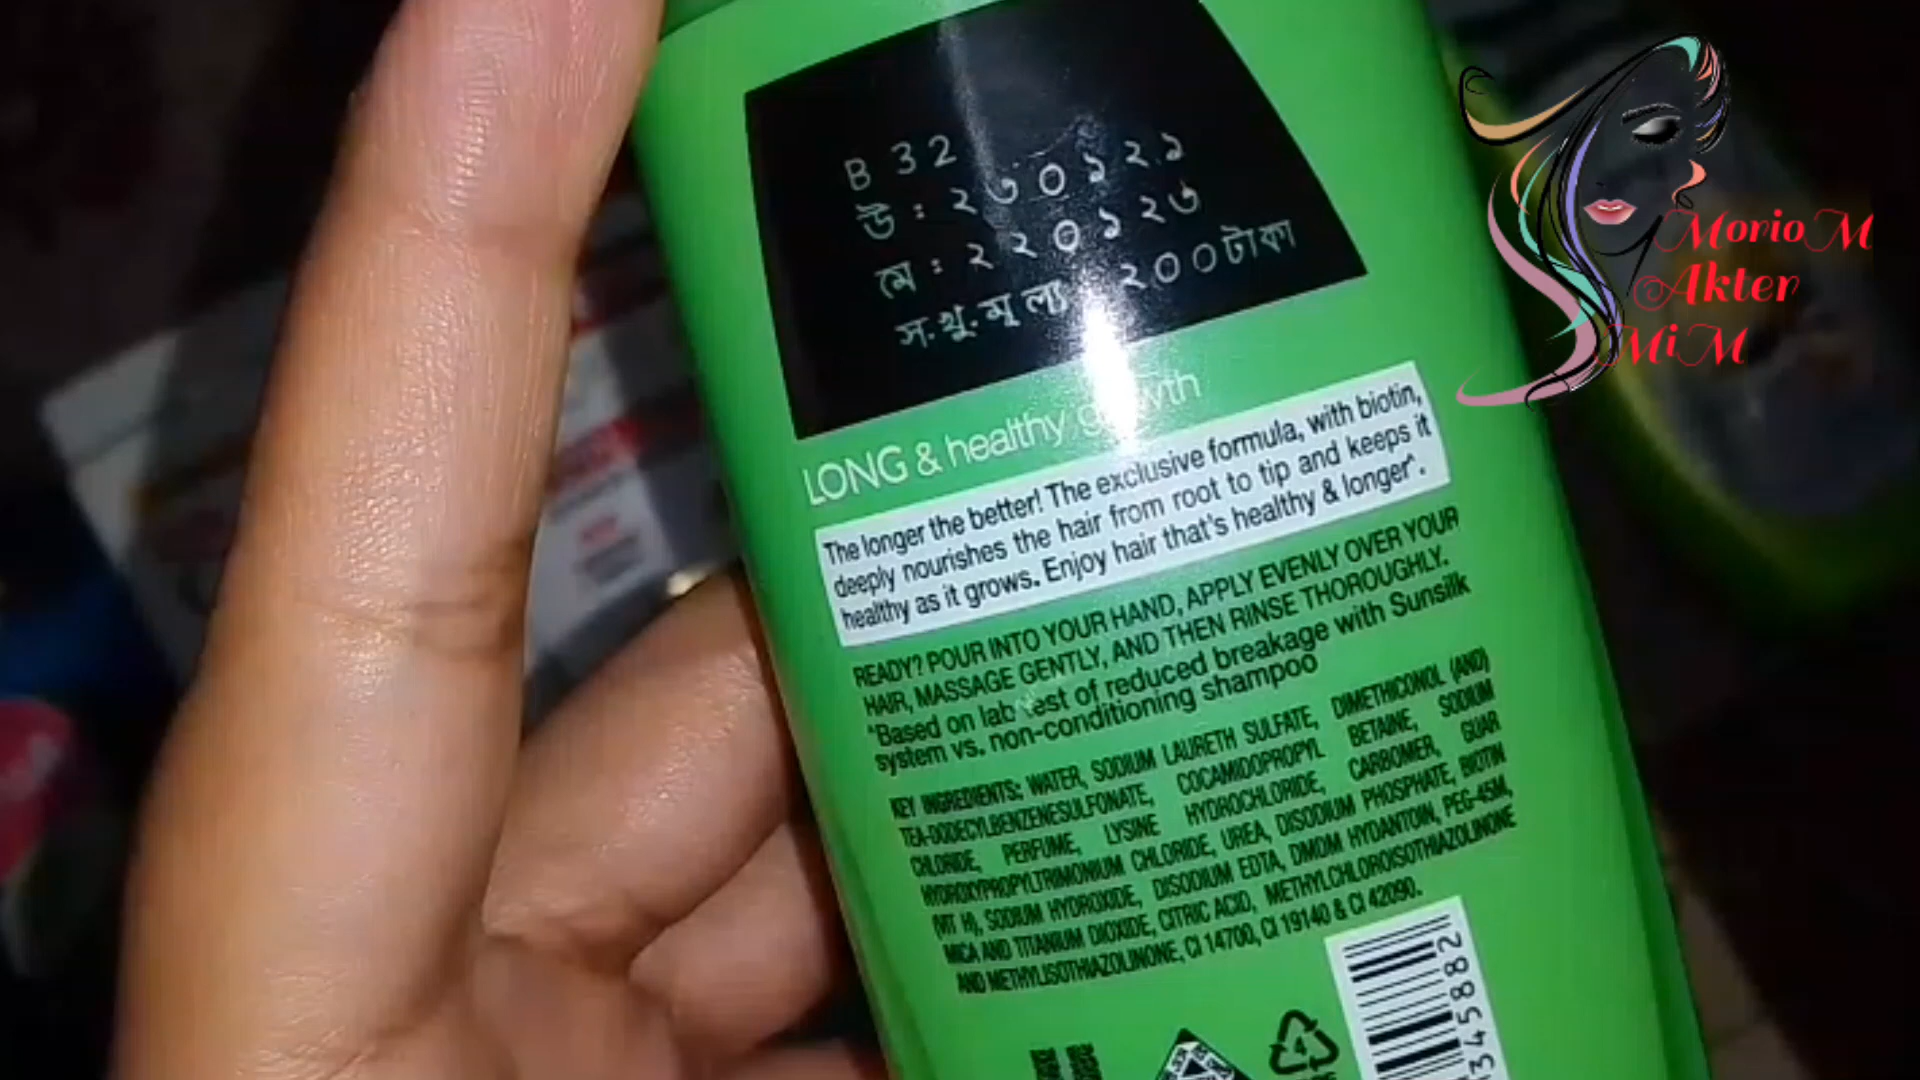 B 32
উ : ২৩০১২১
মে : ২২০১২৩
স.খু.মূল্য : ২০০টাকা
LONG & healthy growth
The longer the better! The exclusive formula, with biotin,
deeply nourishes the hair from root to tip and keeps it
healthy as it grows. Enjoy hair that's healthy & longer*.
READY? POUR INTO YOUR HAND, APPLY EVENLY OVER YOUR
HAIR, MASSAGE GENTLY, AND THEN RINSE THOROUGHLY.
*Based on lab test of reduced breakage with Sunsilk
system vs. non-conditioning shampoo
KEY INGREDIENTS: WATER, SODIUM LAURETH SULFATE, DIMETHICONOL (AND)
TEA-DODECYLBENZENESULFONATE, COCAMIDOPROPYL BETAINE, SODIUM
CHLORIDE, PERFUME, LYSINE HYDROCHLORIDE, CARBOMER, GUAR
HYDROXYPROPYLTRIMONIUM CHLORIDE, UREA, DISODIUM PHOSPHATE, BIOTIN
(VIT H), SODIUM HYDROXIDE, DISODIUM EDTA, DMDM HYDANTOIN, PEG-45M,
MICA AND TITANIUM DIOXIDE, CITRIC ACID, METHYLCHLOROISOTHIAZOLINONE
AND METHYLISOTHIAZOLINONE, CI 14700, CI 19140 & CI 42090.
345882
MorioM
Akter
MiM